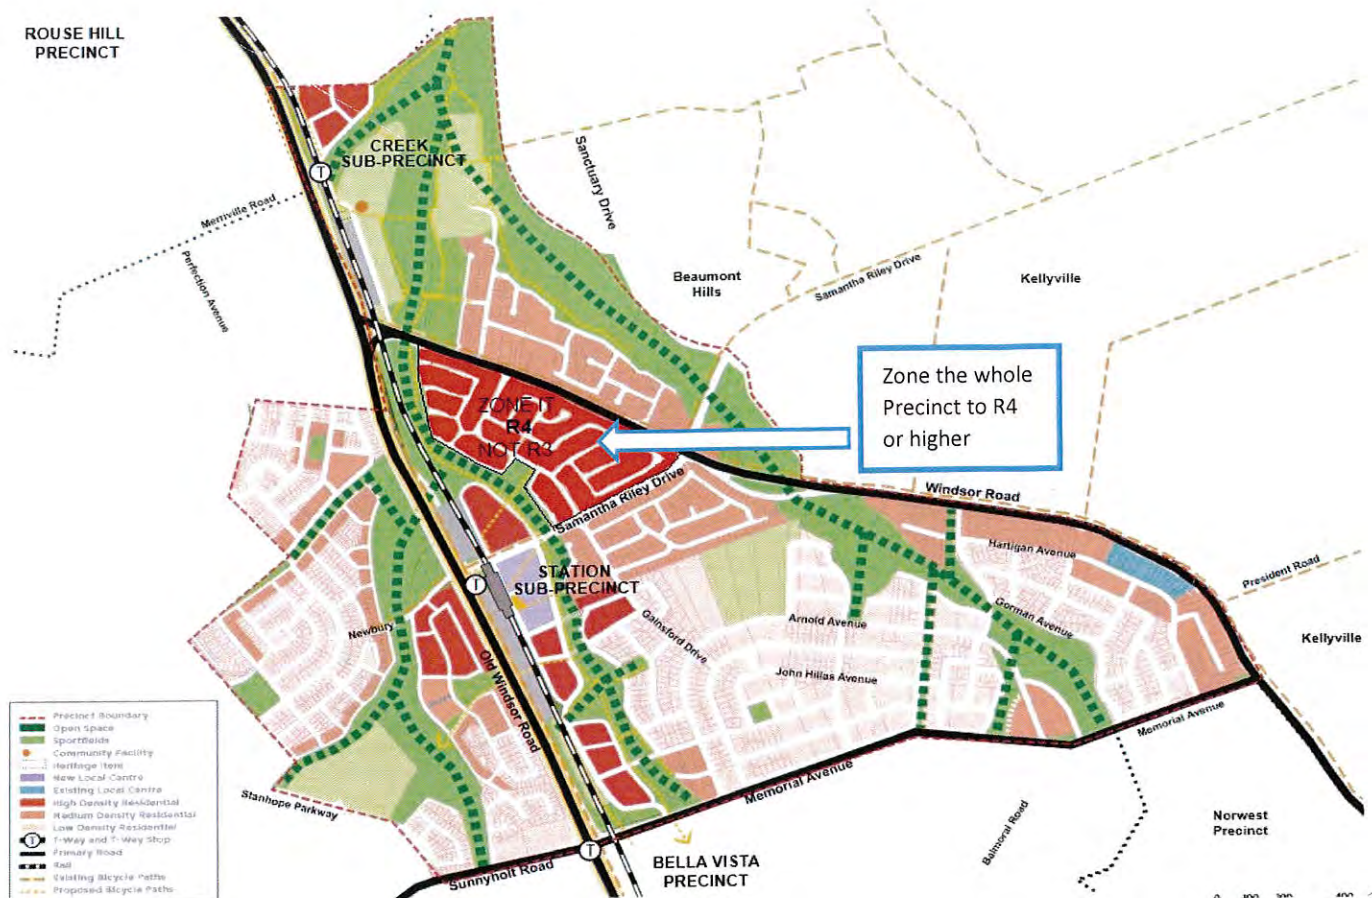 ROUSE HILL
PRECINCT
CREEK
SUB-PRECINCT
T
Merriville Road
Perfection Avenue
Sanctuary Drive
Beaumont
Hills
Samantha Riley Drive
Kellyville
Zone the whole
Precinct to R4
or higher
ZONE IT
R4
NOT R3
Samantha Riley Drive
Windsor Road
Hartigan Avenue
President Road
T
STATION
SUB-PRECINCT
Newbury
Old Windsor Road
Gainsford Drive
Arnold Avenue
Gorman Avenue
John Hillas Avenue
Kellyville
Memorial Avenue
Memorial Avenue
Stanhope Parkway
Balmoral Road
Norwest
Precinct
T
BELLA VISTA
PRECINCT
Sunnyholt Road
Precinct Boundary
Open Space
Sportfields
Community Facility
Heritage Item
New Local Centre
Existing Local Centre
High Density Residential
Medium Density Residential
Low Density Residential
T T-Way and T-Way Stop
Primary Road
Rail
Existing Bicycle Paths
Proposed Bicycle Paths